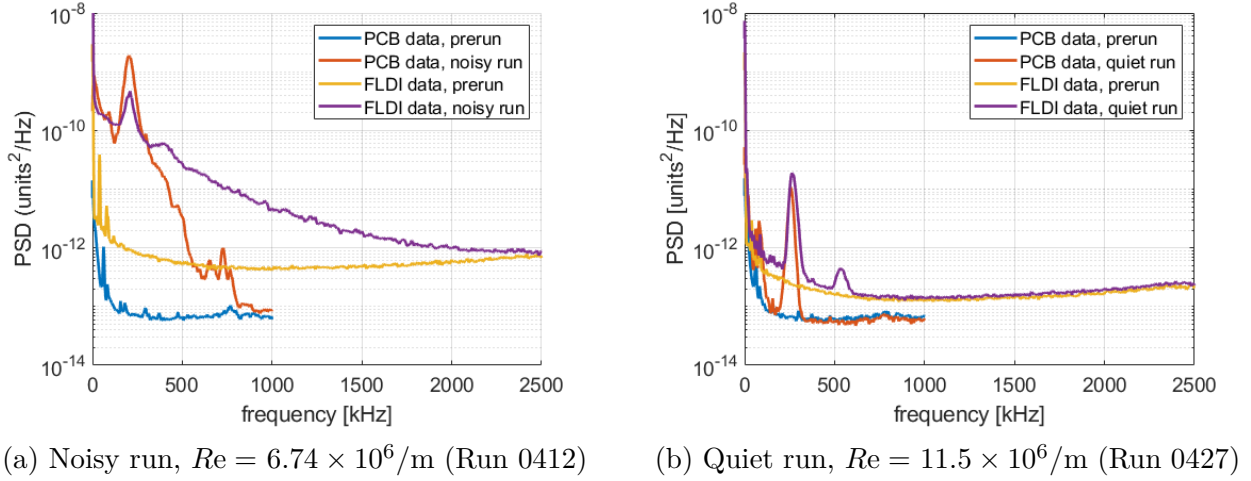 10^-8
10^-10
10^-12
10^-14
PSD (units^2/Hz)
PCB data, prerun
PCB data, noisy run
FLDI data, prerun
FLDI data, noisy run
0 500 1000 1500 2000 2500
frequency [kHz]
(a) Noisy run, Re = 6.74 × 10^6/m (Run 0412)
10^-8
10^-10
10^-12
10^-14
PSD [units^2/Hz]
PCB data, prerun
PCB data, quiet run
FLDI data, prerun
FLDI data, quiet run
0 500 1000 1500 2000 2500
frequency [kHz]
(b) Quiet run, Re = 11.5 × 10^6/m (Run 0427)